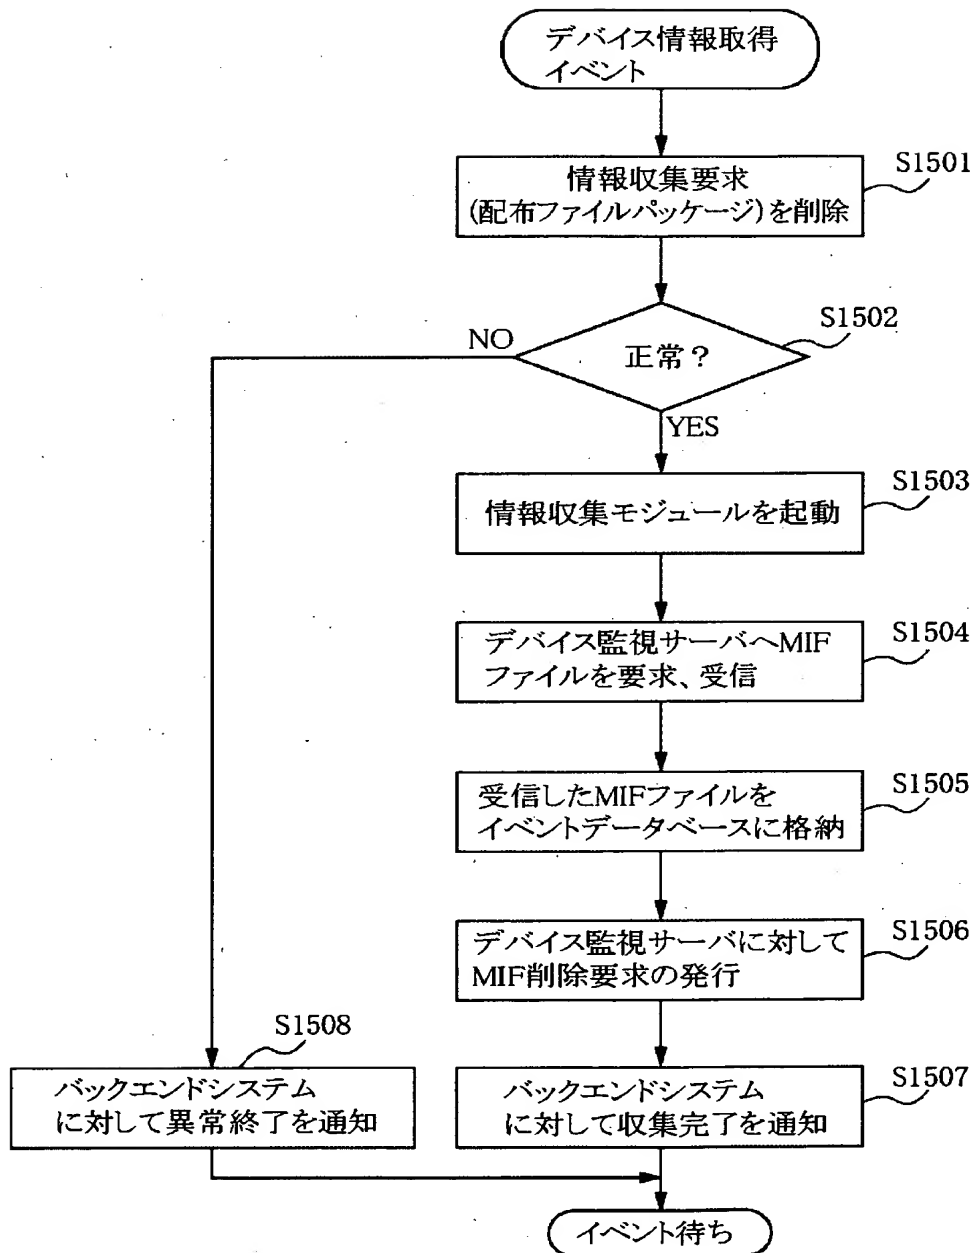 デバイス情報取得
イベント
S1501
情報収集要求
(配布ファイルパッケージ)を削除
S1502
NO
正常？
YES
S1503
情報収集モジュールを起動
S1504
デバイス監視サーバへMIF
ファイルを要求、受信
S1505
受信したMIFファイルを
イベントデータベースに格納
S1506
デバイス監視サーバに対して
MIF削除要求の発行
S1508
バックエンドシステム
に対して異常終了を通知
S1507
バックエンドシステム
に対して収集完了を通知
イベント待ち